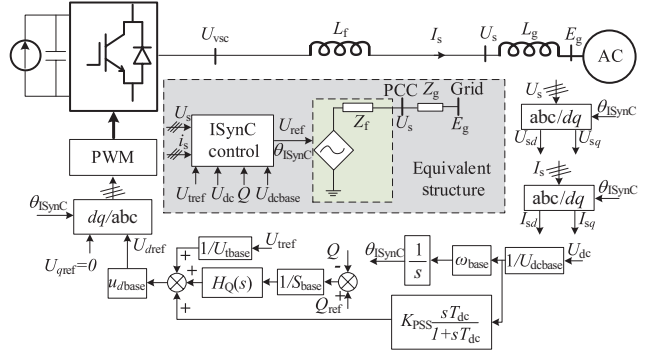 U_vsc L_f I_s U_s L_g E_g AC
PCC Z_g Grid
U_s
i_s
ISynC
control
U_ref
θ_ISynC
Z_f
U_s
E_g
U_tref U_dc Q U_dcbase
Equivalent
structure
U_s
abc/dq
θ_ISynC
U_sd U_sq
I_s
abc/dq
θ_ISynC
I_sd I_sq
PWM
θ_ISynC
dq/abc
U_qref=0
U_dref
u_dbase
1/U_tbase
U_tref
+ + +
H_Q(s)
1/S_base
Q
-
+
Q_ref
θ_ISynC
1/s
ω_base
1/U_dcbase
U_dc
K_PSS sT_dc/1+sT_dc